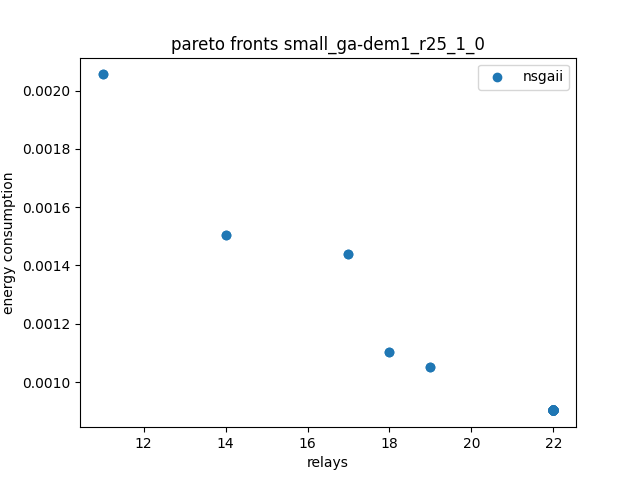 pareto fronts small_ga-dem1_r25_1_0
nsgaii
0.0020
0.0018
0.0016
0.0014
0.0012
0.0010
energy consumption
12 14 16 18 20 22
relays